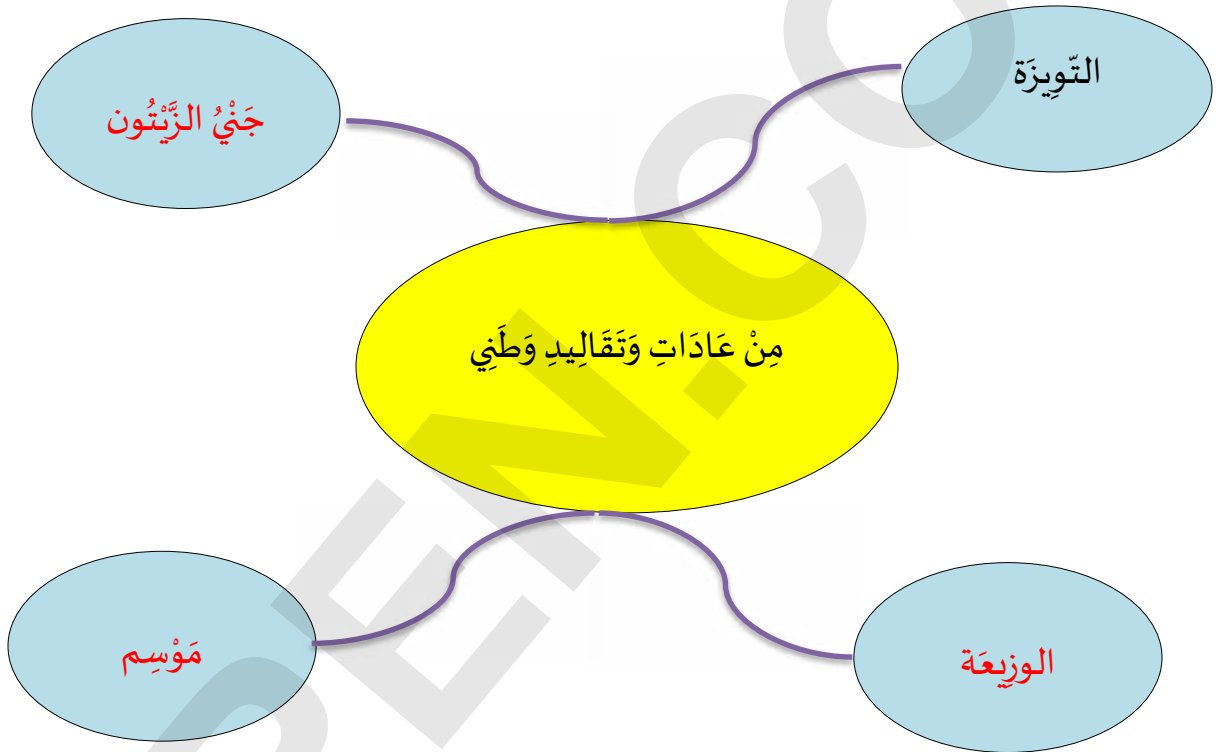 التّوِيزَة
جَنْيُ الزَّيْتُون
مِنْ عَادَاتِ وَتَقَالِيدِ وَطَنِي
الوزِيعَة
مَوْسِم